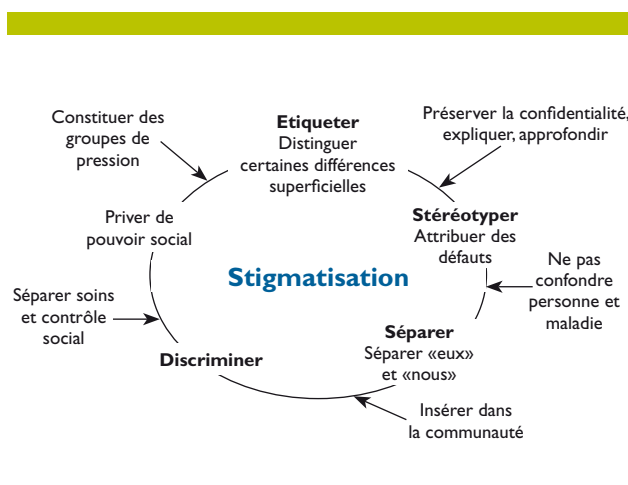 Constituer des
groupes de
pression
Etiqueter
Distinguer
certaines différences
superficielles
Préserver la confidentialité,
expliquer, approfondir
Stéréotyper
Attribuer des
défauts
Priver de
pouvoir social
Stigmatisation
Ne pas
confondre
personne et
maladie
Séparer soins
et contrôle
social
Séparer
Séparer «eux»
et «nous»
Discriminer
Insérer dans
la communauté